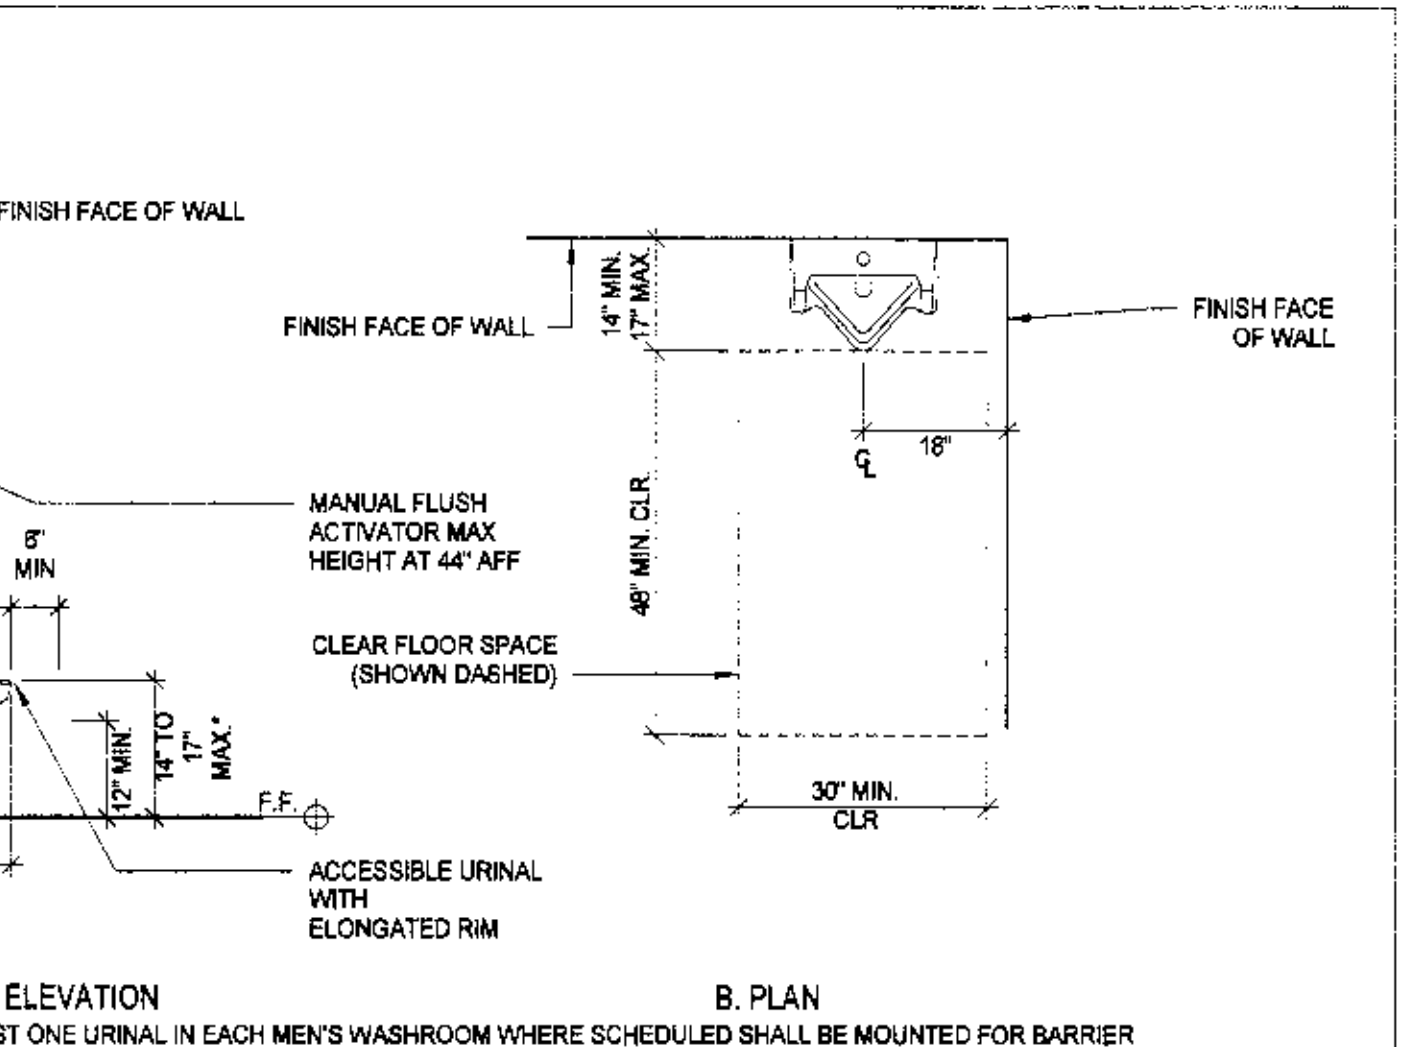 FINISH FACE OF WALL
FINISH FACE OF WALL
14" MIN.
17" MAX.
FINISH FACE
OF WALL
18"
CL
MANUAL FLUSH
ACTIVATOR MAX
HEIGHT AT 44" AFF
6"
MIN
48" MIN. CLR.
CLEAR FLOOR SPACE
(SHOWN DASHED)
12" MIN.
14" TO
17"
MAX.*
F.F.
30" MIN.
CLR
ACCESSIBLE URINAL
WITH
ELONGATED RIM
ELEVATION
B. PLAN
ST ONE URINAL IN EACH MEN'S WASHROOM WHERE SCHEDULED SHALL BE MOUNTED FOR BARRIER